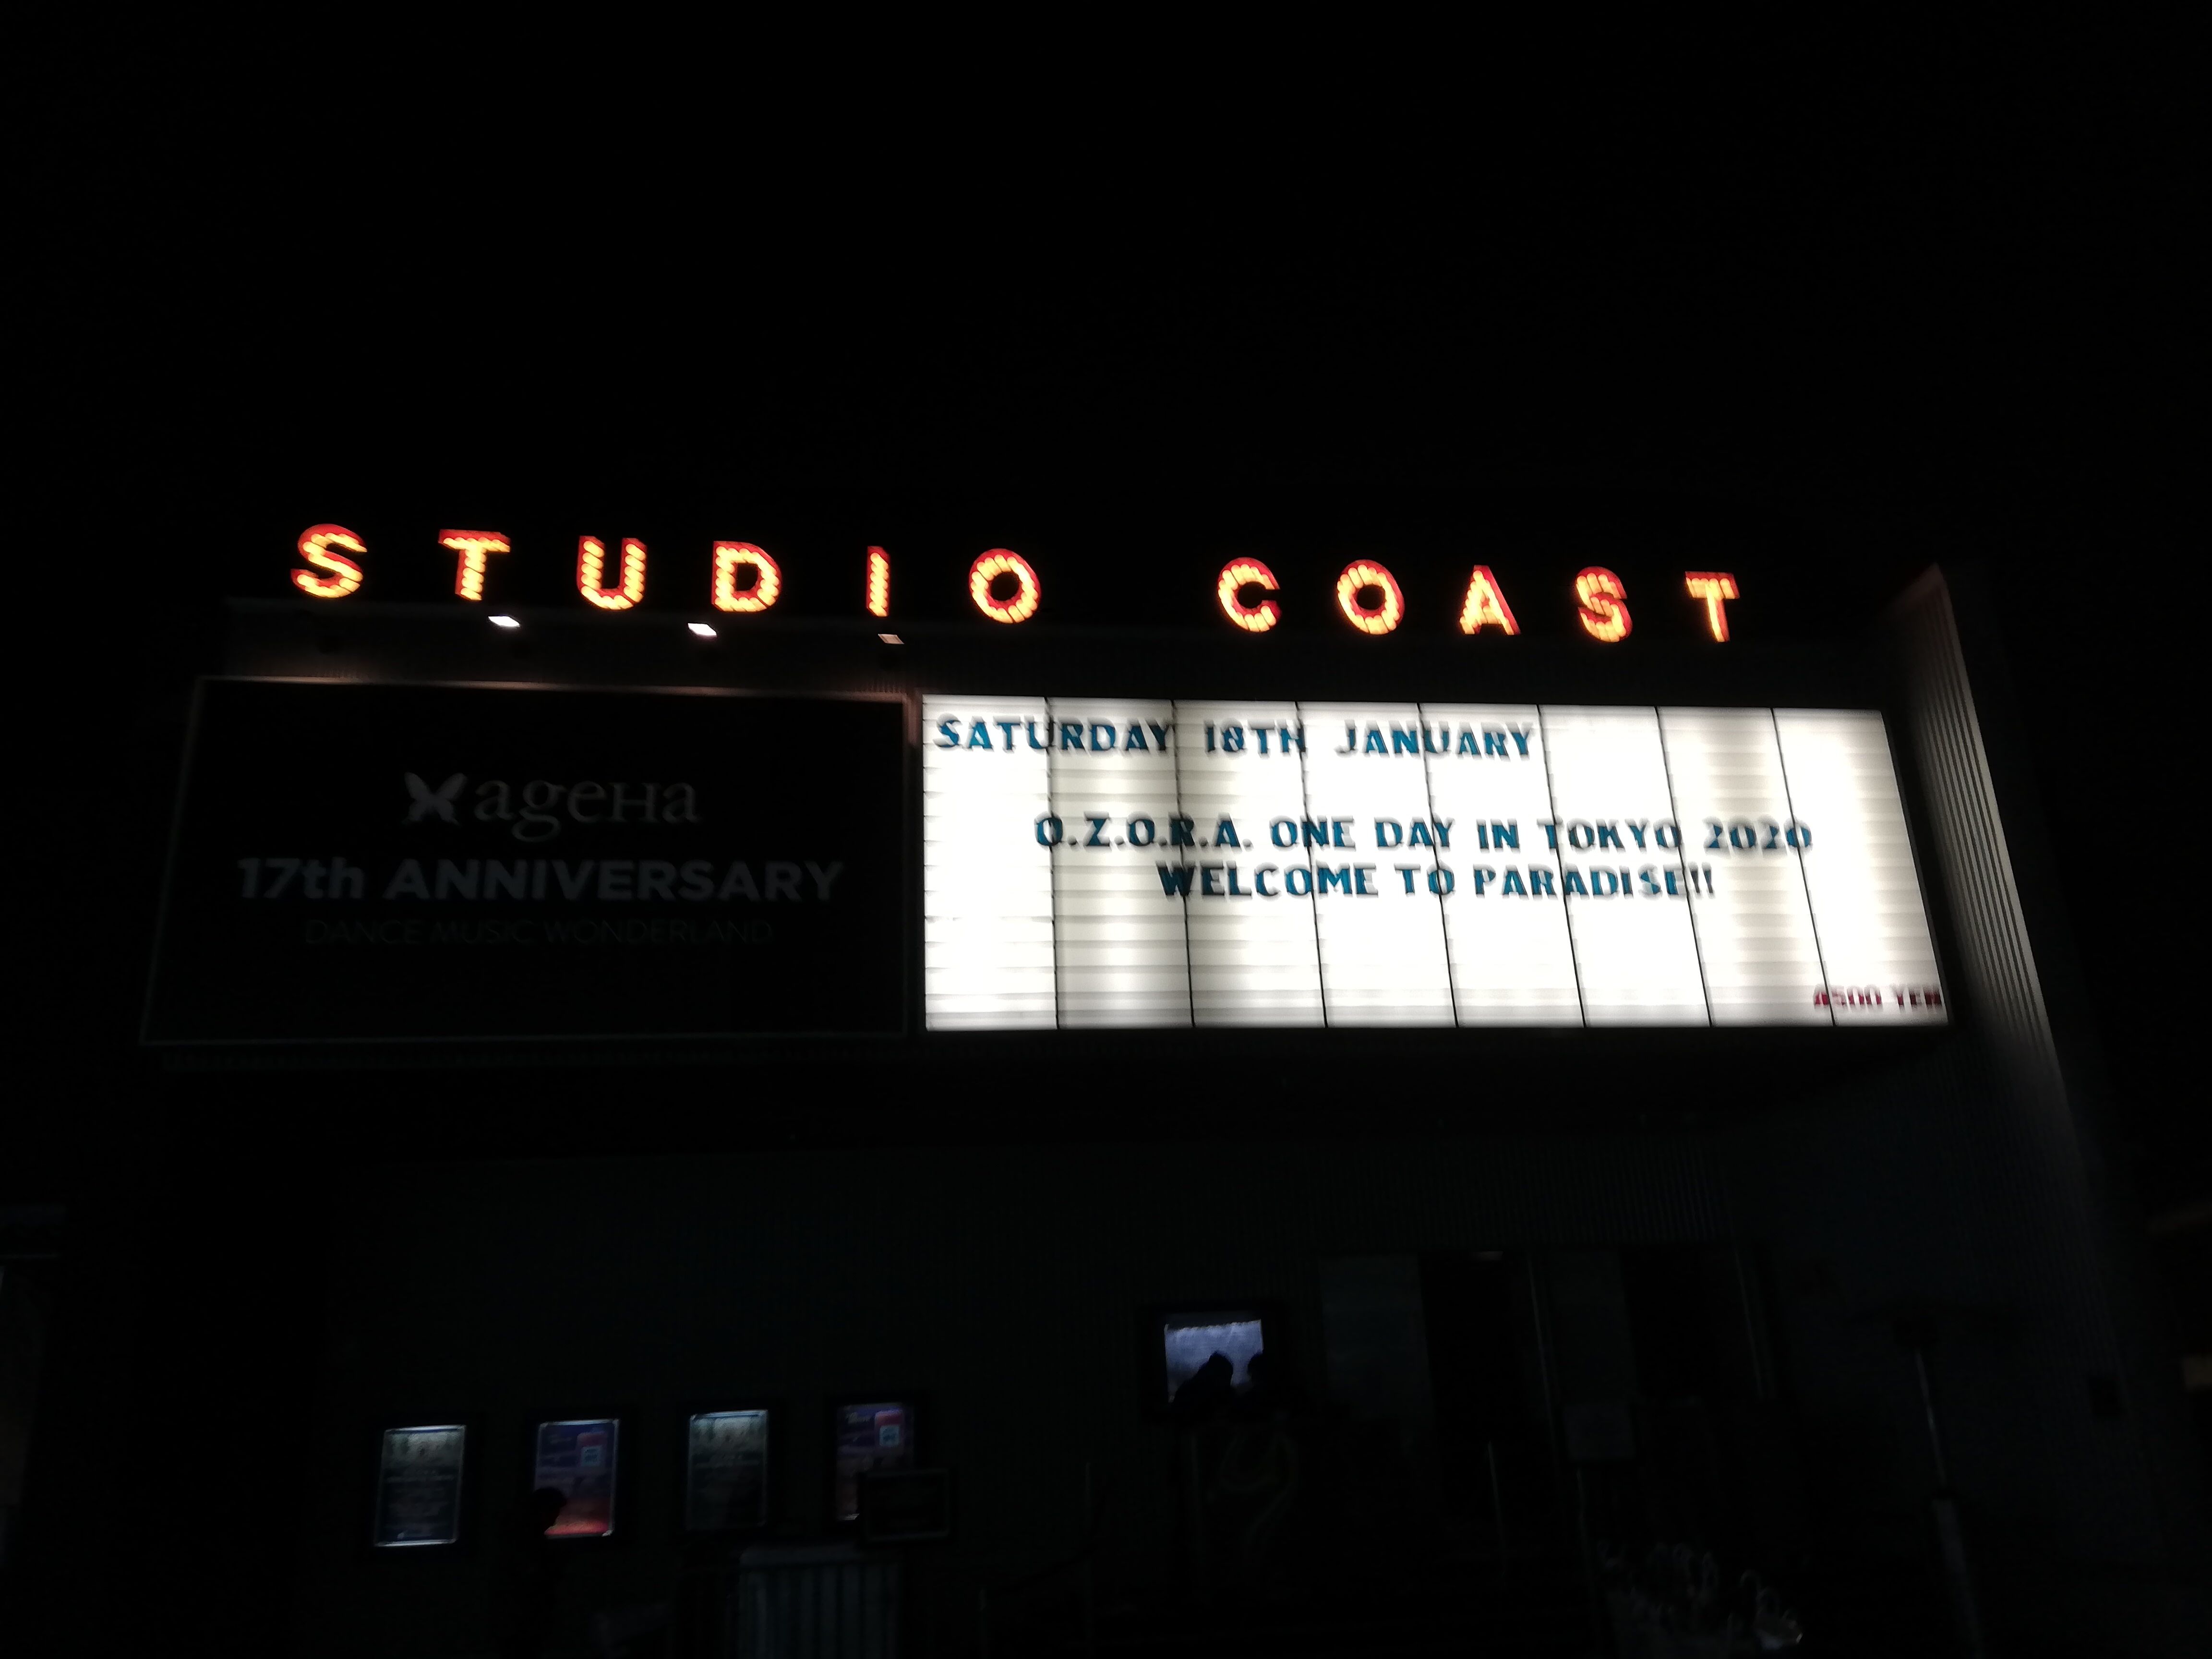 STUDIO COAST
ageHa
17th ANNIVERSARY
DANCE MUSIC WONDERLAND
SATURDAY 18TH JANUARY
O.Z.O.R.A. ONE DAY IN TOKYO 2020
WELCOME TO PARADISE!!
YEN